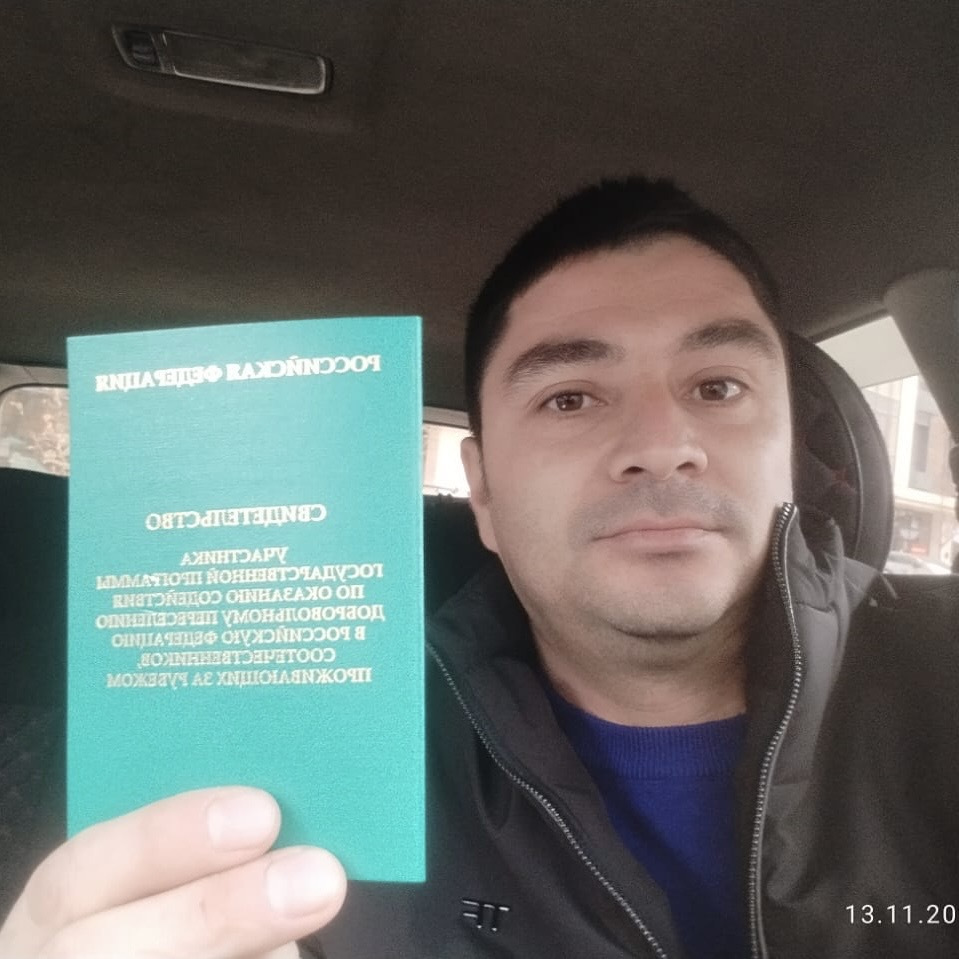 РОССИЙСКАЯ ФЕДЕРАЦИЯ
СВИДЕТЕЛЬСТВО
УЧАСТНИКА
ГОСУДАРСТВЕННОЙ ПРОГРАММЫ
ПО ОКАЗАНИЮ СОДЕЙСТВИЯ
ДОБРОВОЛЬНОМУ ПЕРЕСЕЛЕНИЮ
В РОССИЙСКУЮ ФЕДЕРАЦИЮ
СООТЕЧЕСТВЕННИКОВ,
ПРОЖИВАЮЩИХ ЗА РУБЕЖОМ
13.11.20